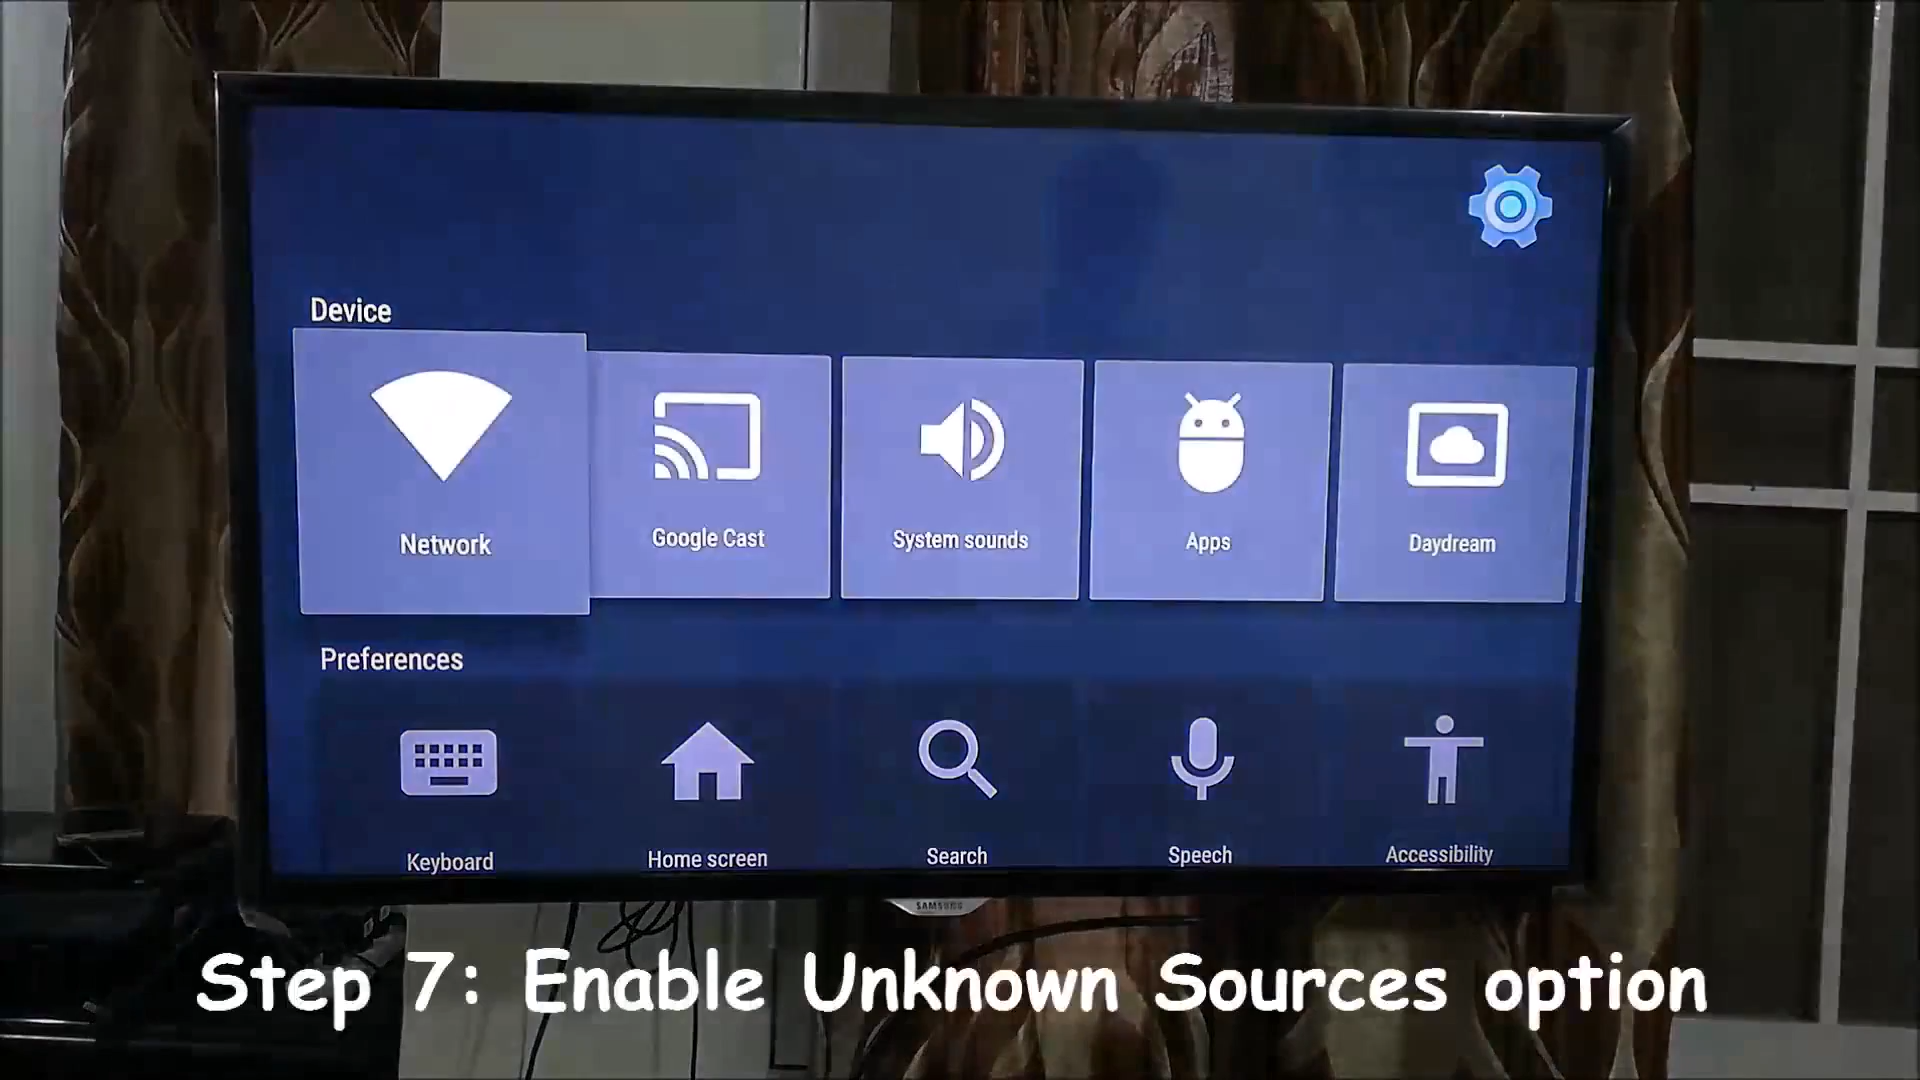 Device
Network
Google Cast
System sounds
Apps
Daydream
Preferences
Keyboard
Home screen
Search
Speech
Accessibility
SAMSUNG
Step 7: Enable Unknown Sources option